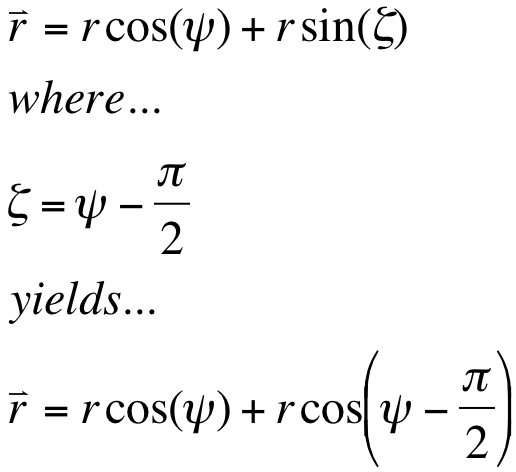 r⃗ = r cos(ψ) + r sin(ζ)
where...
ζ = ψ − π/2
yields...
r⃗ = r cos(ψ) + r cos(ψ − π/2)